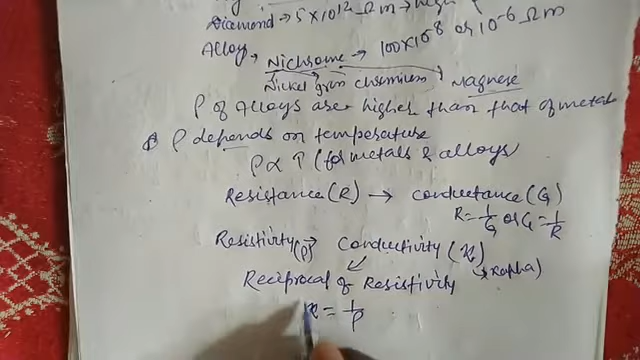 Diamond → 5 × 10¹² Ωm → high
Alloy → Nichrome → 100×10⁻⁸ or 10⁻⁶ Ωm
Nickel iron chromium Magnese
ρ of Alloys are higher than that of metals
ρ depends on temperature
ρ ∝ T (for metals & alloys)
Resistance (R) → conductance (G)
R = 1/G or G = 1/R
Resistivity (ρ) → Conductivity (κ)
Reciprocal of Resistivity
κ = 1/ρ